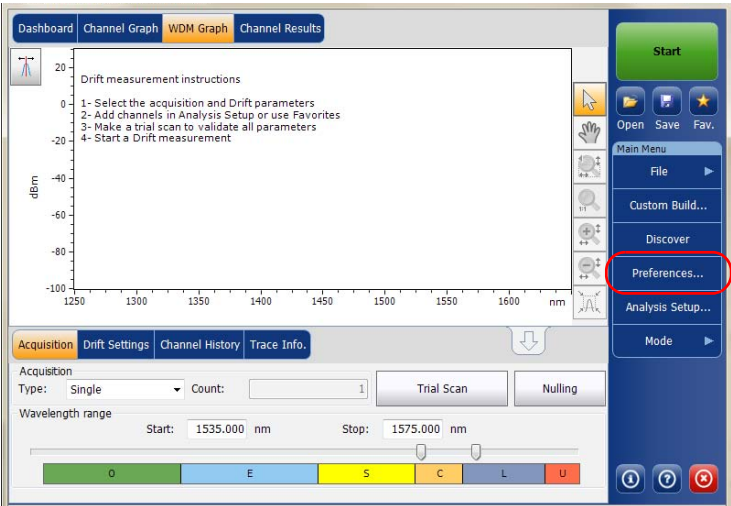 Dashboard Channel Graph WDM Graph Channel Results
Start
Open Save Fav.
Main Menu
File
Custom Build...
Discover
Preferences...
Analysis Setup...
Mode
Drift measurement instructions
1- Select the acquisition and Drift parameters
2- Add channels in Analysis Setup or use Favorites
3- Make a trial scan to validate all parameters
4- Start a Drift measurement
dBm
20
0
-20
-40
-60
-80
-100
1250 1300 1350 1400 1450 1500 1550 1600 nm
1:1
Acquisition Drift Settings Channel History Trace Info.
Acquisition
Type: Single Count: 1 Trial Scan Nulling
Wavelength range
Start: 1535.000 nm Stop: 1575.000 nm
O E S C L U